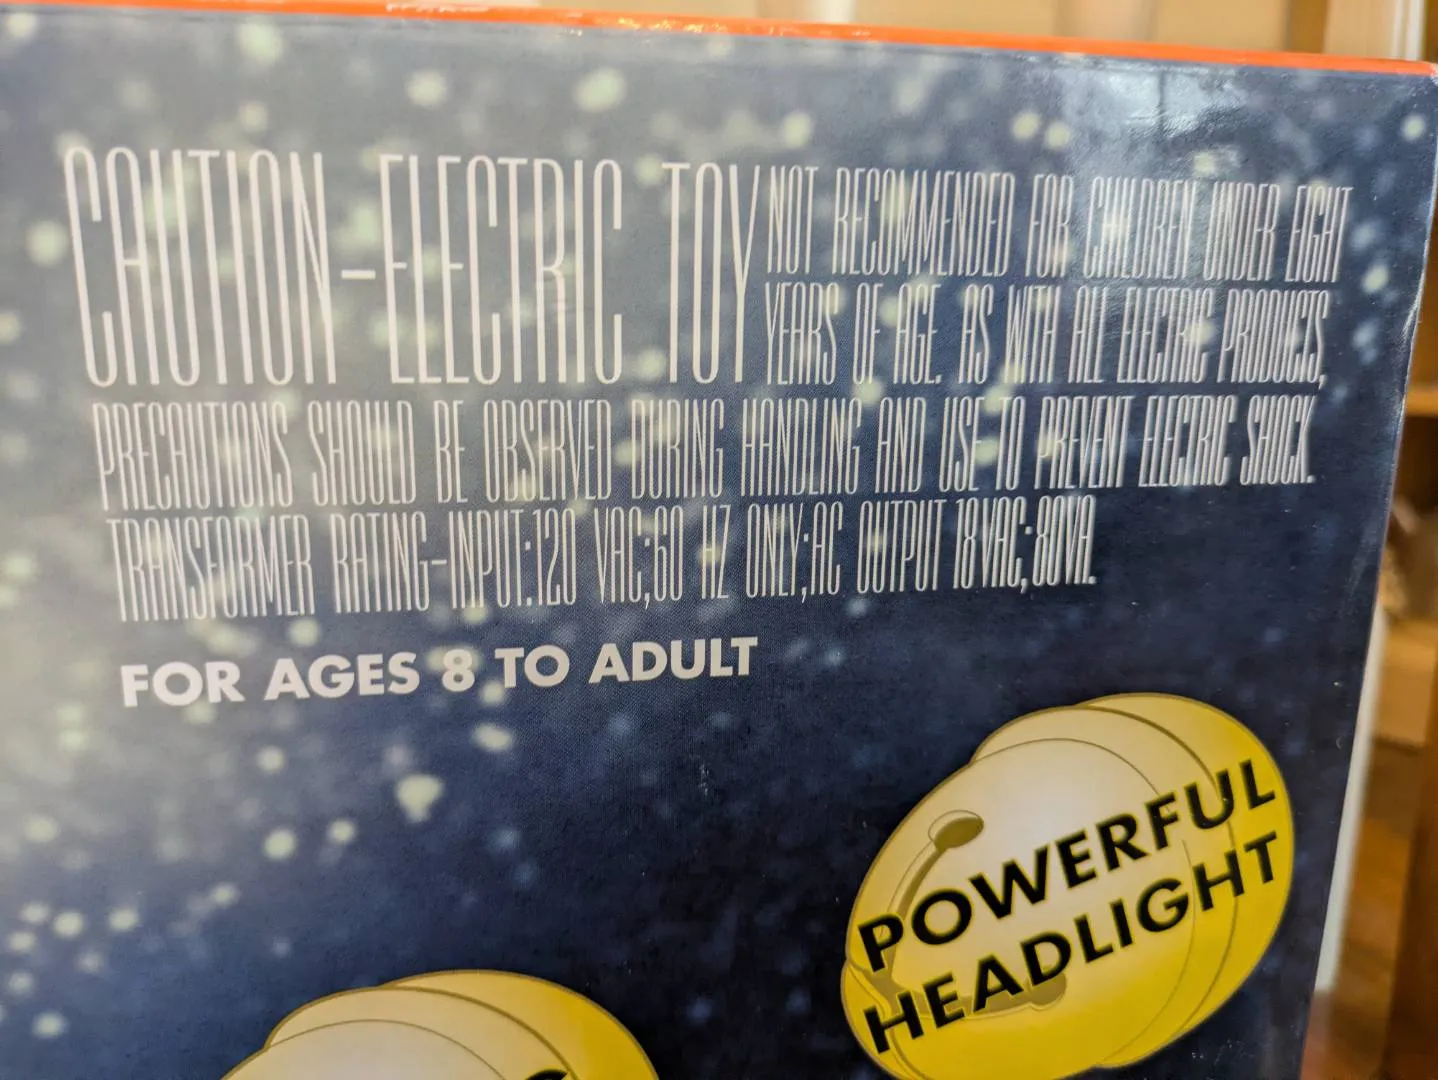 CAUTION-ELECTRIC TOY NOT RECOMMENDED FOR CHILDREN UNDER EIGHT
YEARS OF AGE. AS WITH ALL ELECTRIC PRODUCTS,
PRECAUTIONS SHOULD BE OBSERVED DURING HANDLING AND USE TO PREVENT ELECTRIC SHOCK.
TRANSFORMER RATING-INPUT:120 VAC;60 HZ ONLY;AC OUTPUT 18VAC;80VA.
FOR AGES 8 TO ADULT
POWERFUL
HEADLIGHT